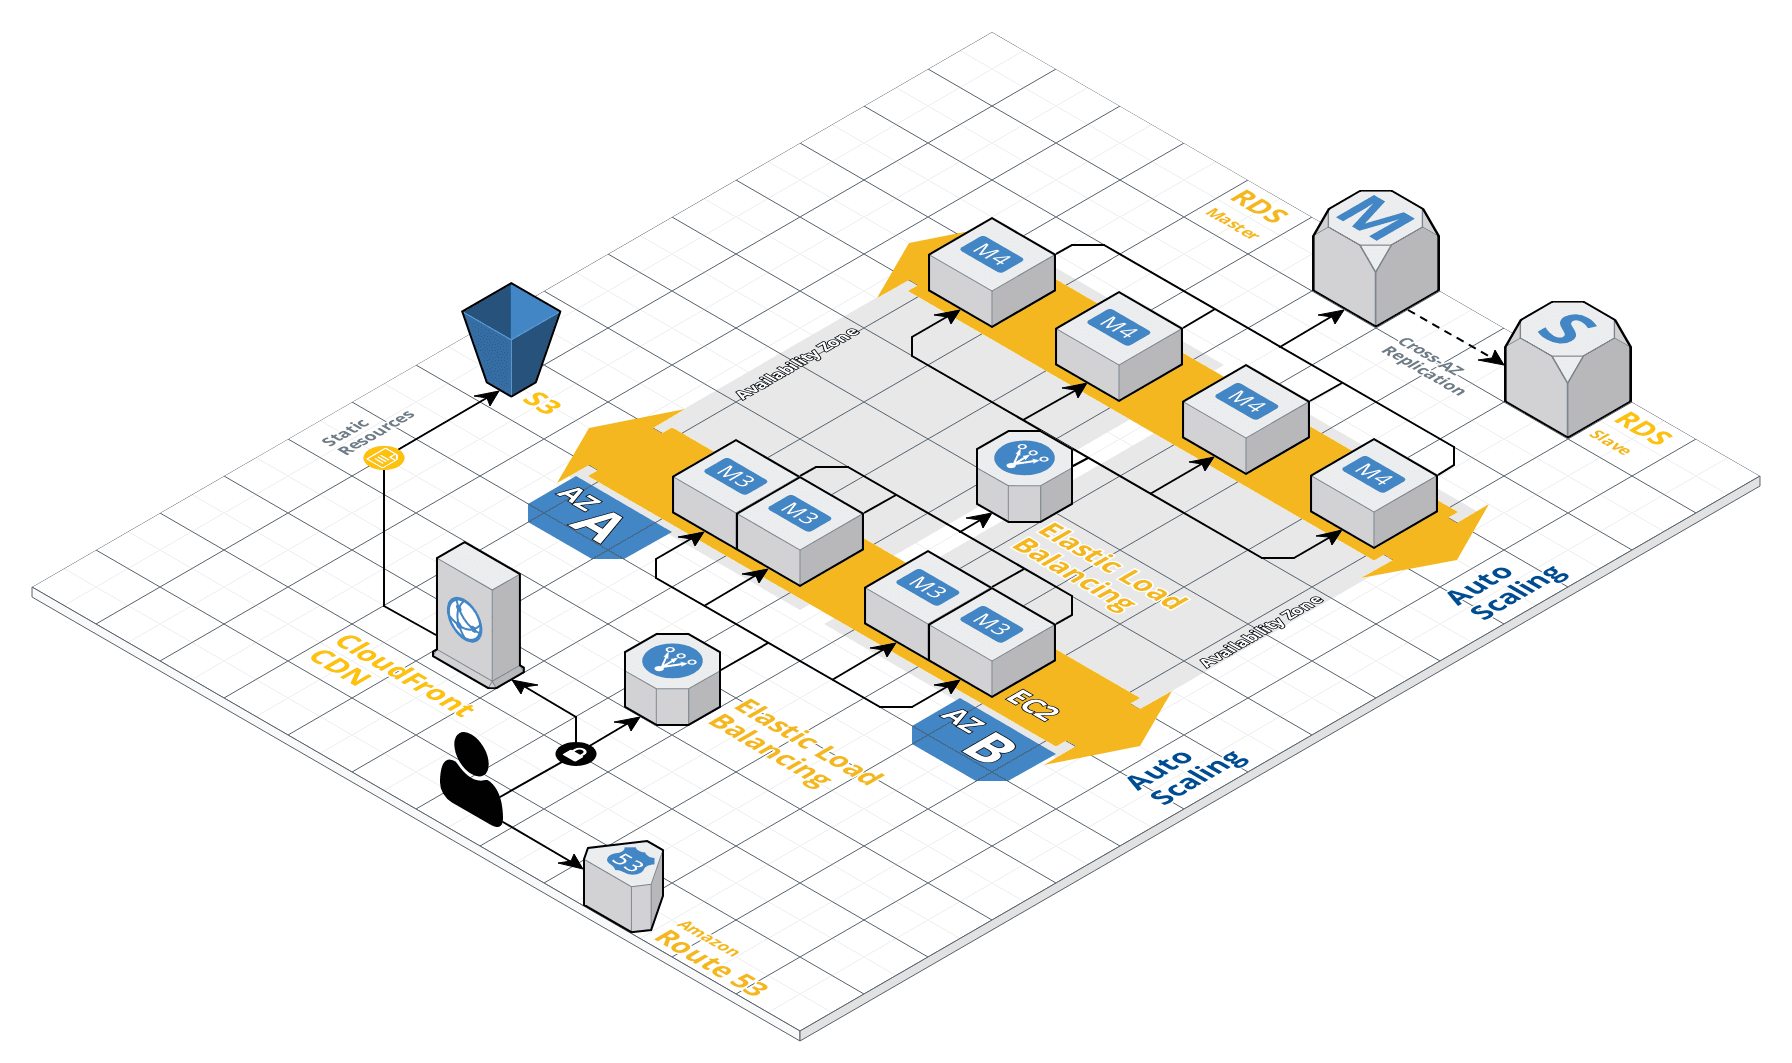 RDS
Master
M
M4
M4
M4
M4
S
Cross-AZ
Replication
RDS
Slave
Availability Zone
S3
Static
Resources
M3
M3
M3
M3
AZ
A
Elastic Load
Balancing
Auto
Scaling
Availability Zone
CloudFront
CDN
Elastic Load
Balancing
EC2
AZ
B
Auto
Scaling
53
Amazon
Route 53